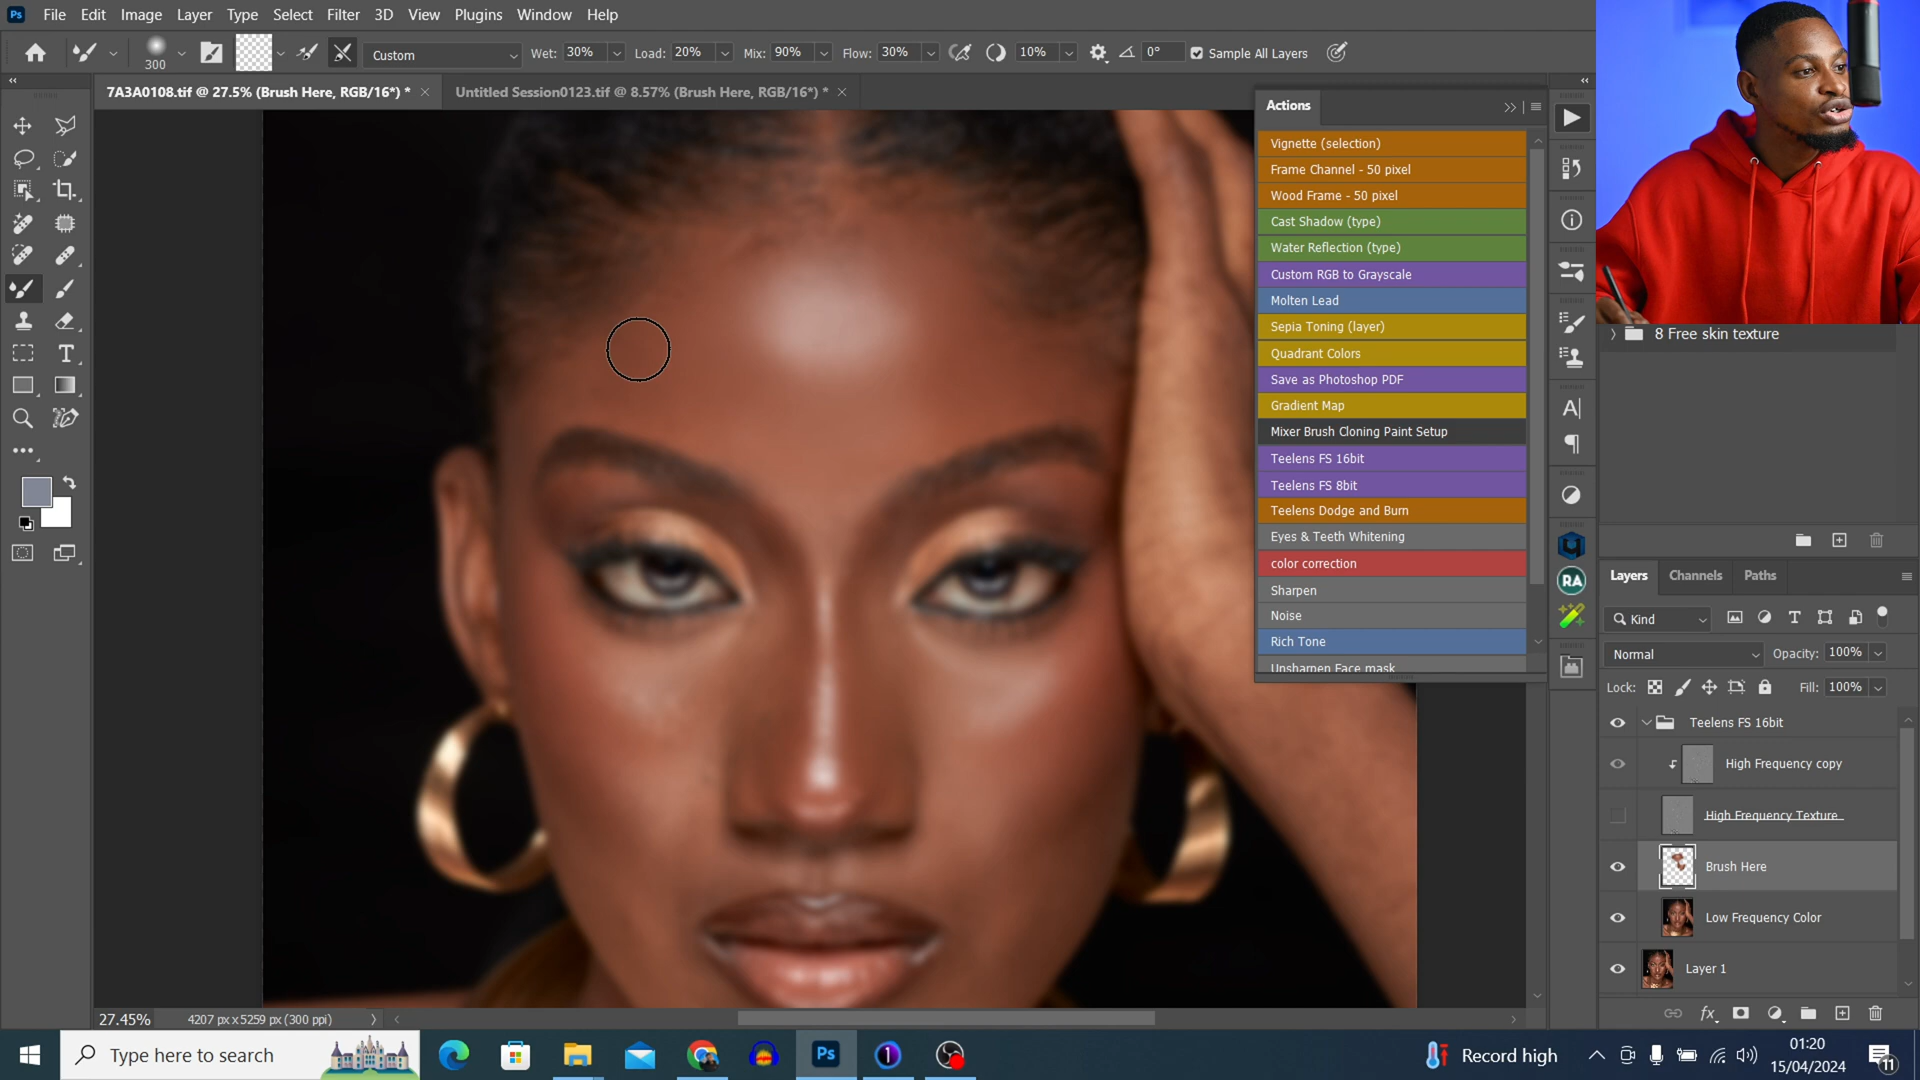 Ps File Edit Image Layer Type Select Filter 3D View Plugins Window Help
300 Custom Wet: 30% Load: 20% Mix: 90% Flow: 30% 10% 0° Sample All Layers
7A3A0108.tif @ 27.5% (Brush Here, RGB/16*) * Untitled Session0123.tif @ 8.57% (Brush Here, RGB/16*) *
Actions
Vignette (selection)
Frame Channel - 50 pixel
Wood Frame - 50 pixel
Cast Shadow (type)
Water Reflection (type)
Custom RGB to Grayscale
Molten Lead
Sepia Toning (layer)
Quadrant Colors
Save as Photoshop PDF
Gradient Map
Mixer Brush Cloning Paint Setup
Teelens FS 16bit
Teelens FS 8bit
Teelens Dodge and Burn
Eyes & Teeth Whitening
color correction
Sharpen
Noise
Rich Tone
Unsharpen Face mask
8 Free skin texture
RA
Layers Channels Paths
Kind
Normal Opacity: 100%
Lock: Fill: 100%
Teelens FS 16bit
High Frequency copy
High Frequency Texture
Brush Here
Low Frequency Color
Layer 1
27.45% 4207 px x 5259 px (300 ppi)
Type here to search
Ps
Record high
01:20
15/04/2024
11